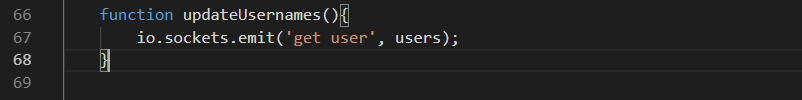 66 function updateUsernames(){
67 io.sockets.emit('get user', users);
68 }
69